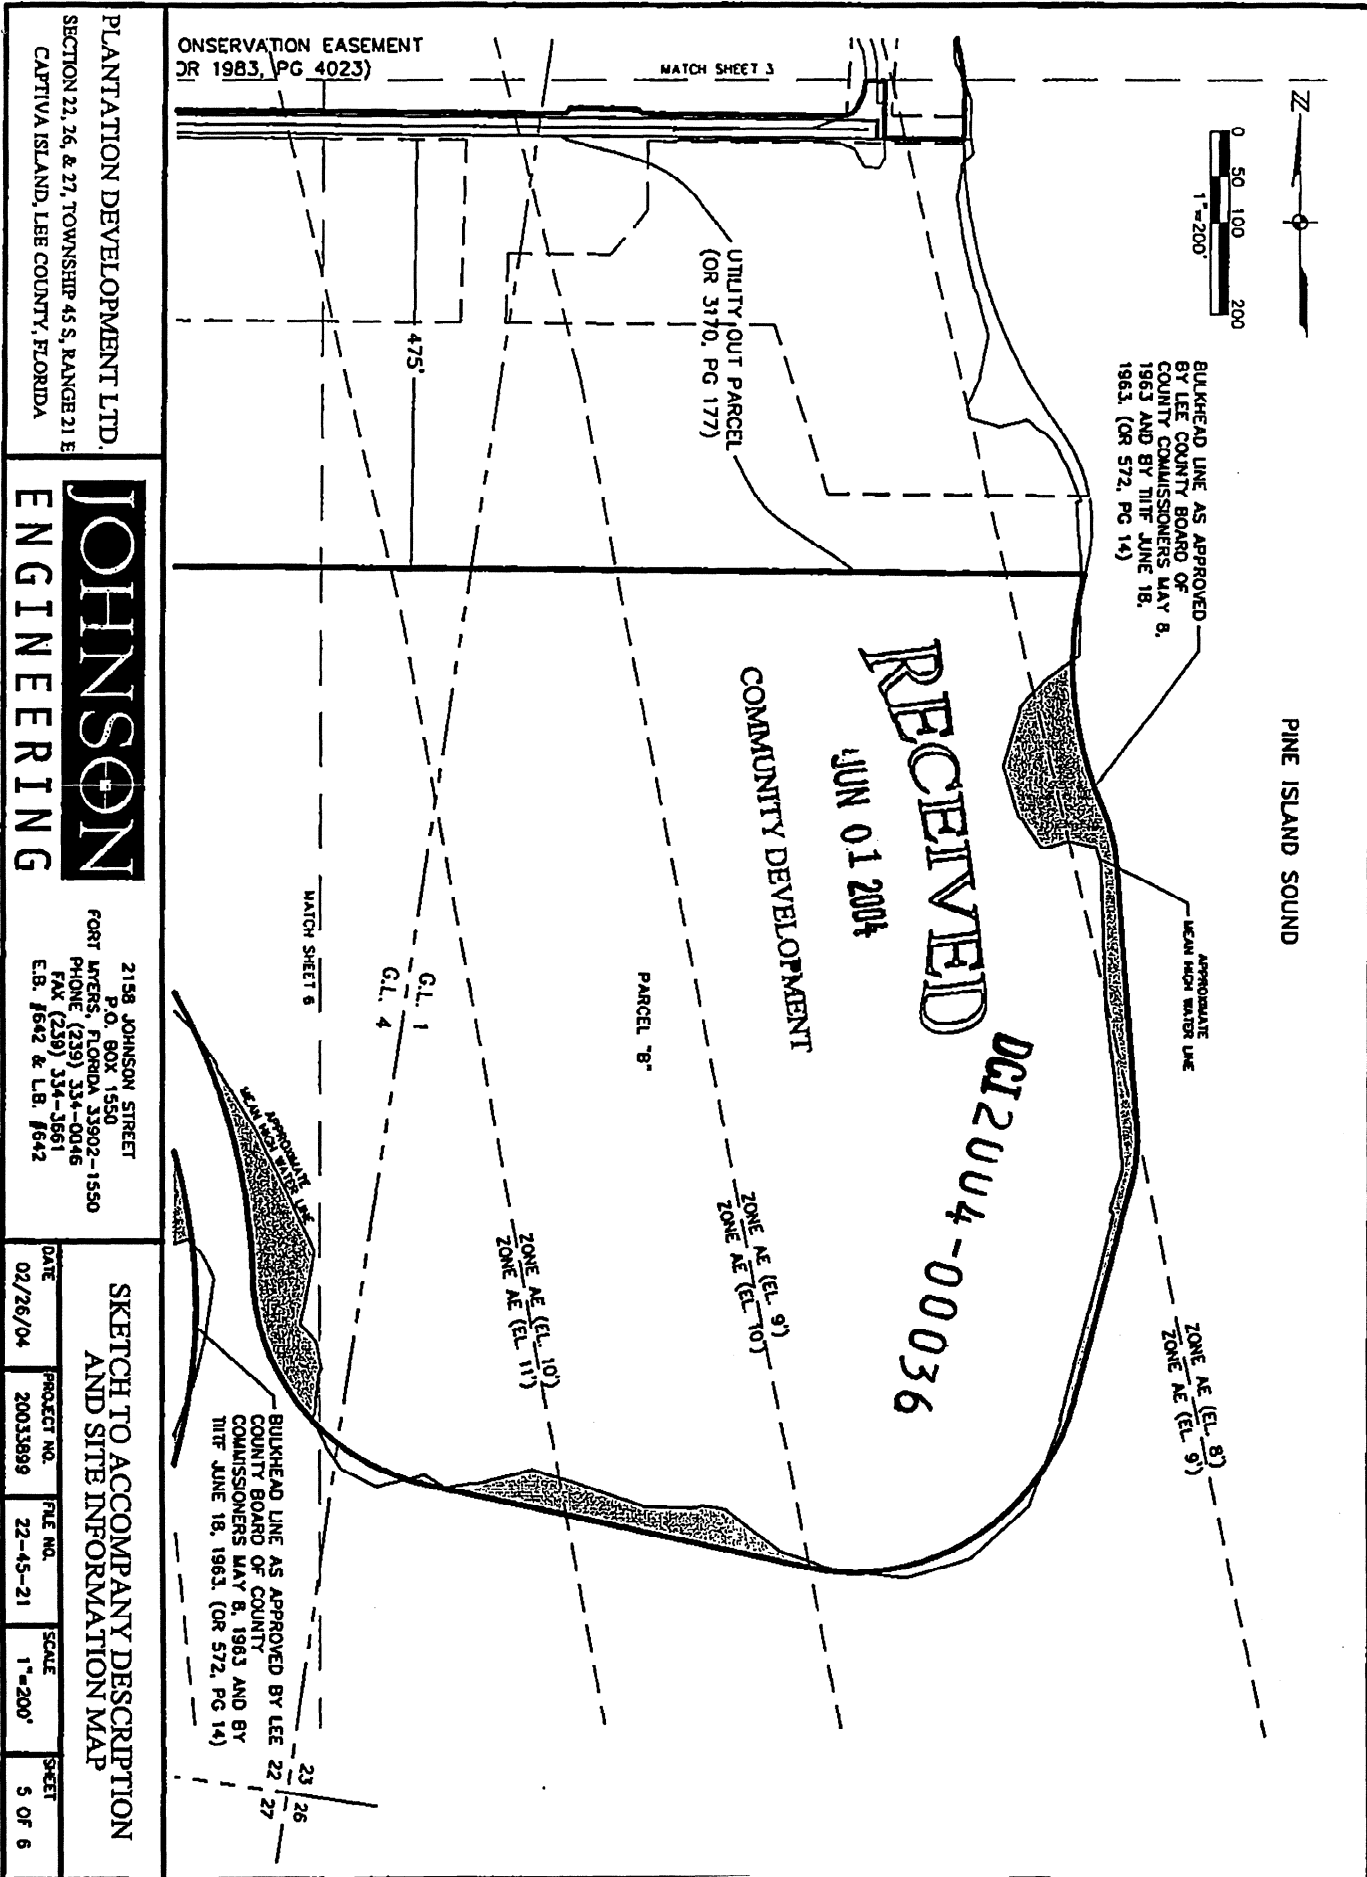 ONSERVATION EASEMENT
OR 1983, PG 4023)
MATCH SHEET 3
N
0 50 100 200
1"=200'
BULKHEAD LINE AS APPROVED
BY LEE COUNTY BOARD OF
COUNTY COMMISSIONERS MAY 8,
1963 AND BY TIITF JUNE 18,
1963. (OR 572, PG 14)
PINE ISLAND SOUND
UTILITY OUT PARCEL
(OR 3170, PG 177)
475'
APPROXIMATE
MEAN HIGH WATER LINE
RECEIVED
JUN 01 2004
COMMUNITY DEVELOPMENT
DCI2004-00036
PARCEL "B"
MATCH SHEET 6
G.L. 1
G.L. 4
APPROXIMATE
MEAN HIGH WATER LINE
ZONE AE (EL. 8')
ZONE AE (EL. 9')
ZONE AE (EL. 9')
ZONE AE (EL. 10')
ZONE AE (EL. 10')
ZONE AE (EL. 11')
BULKHEAD LINE AS APPROVED BY LEE
COUNTY BOARD OF COUNTY
COMMISSIONERS MAY 8, 1963 AND BY
TIITF JUNE 18, 1963. (OR 572, PG 14)
23 26
22 27
PLANTATION DEVELOPMENT LTD.
SECTION 22, 26, & 27, TOWNSHIP 45 S, RANGE 21 E
CAPTIVA ISLAND, LEE COUNTY, FLORIDA
JOHNSON
ENGINEERING
2158 JOHNSON STREET
P.O. BOX 1550
FORT MYERS, FLORIDA 33902-1550
PHONE (239) 334-0046
FAX (239) 334-3661
E.B. #642 & L.B. #642
SKETCH TO ACCOMPANY DESCRIPTION
AND SITE INFORMATION MAP
DATE
02/26/04
PROJECT NO.
20033899
FILE NO.
22-45-21
SCALE
1"=200'
SHEET
5 OF 6